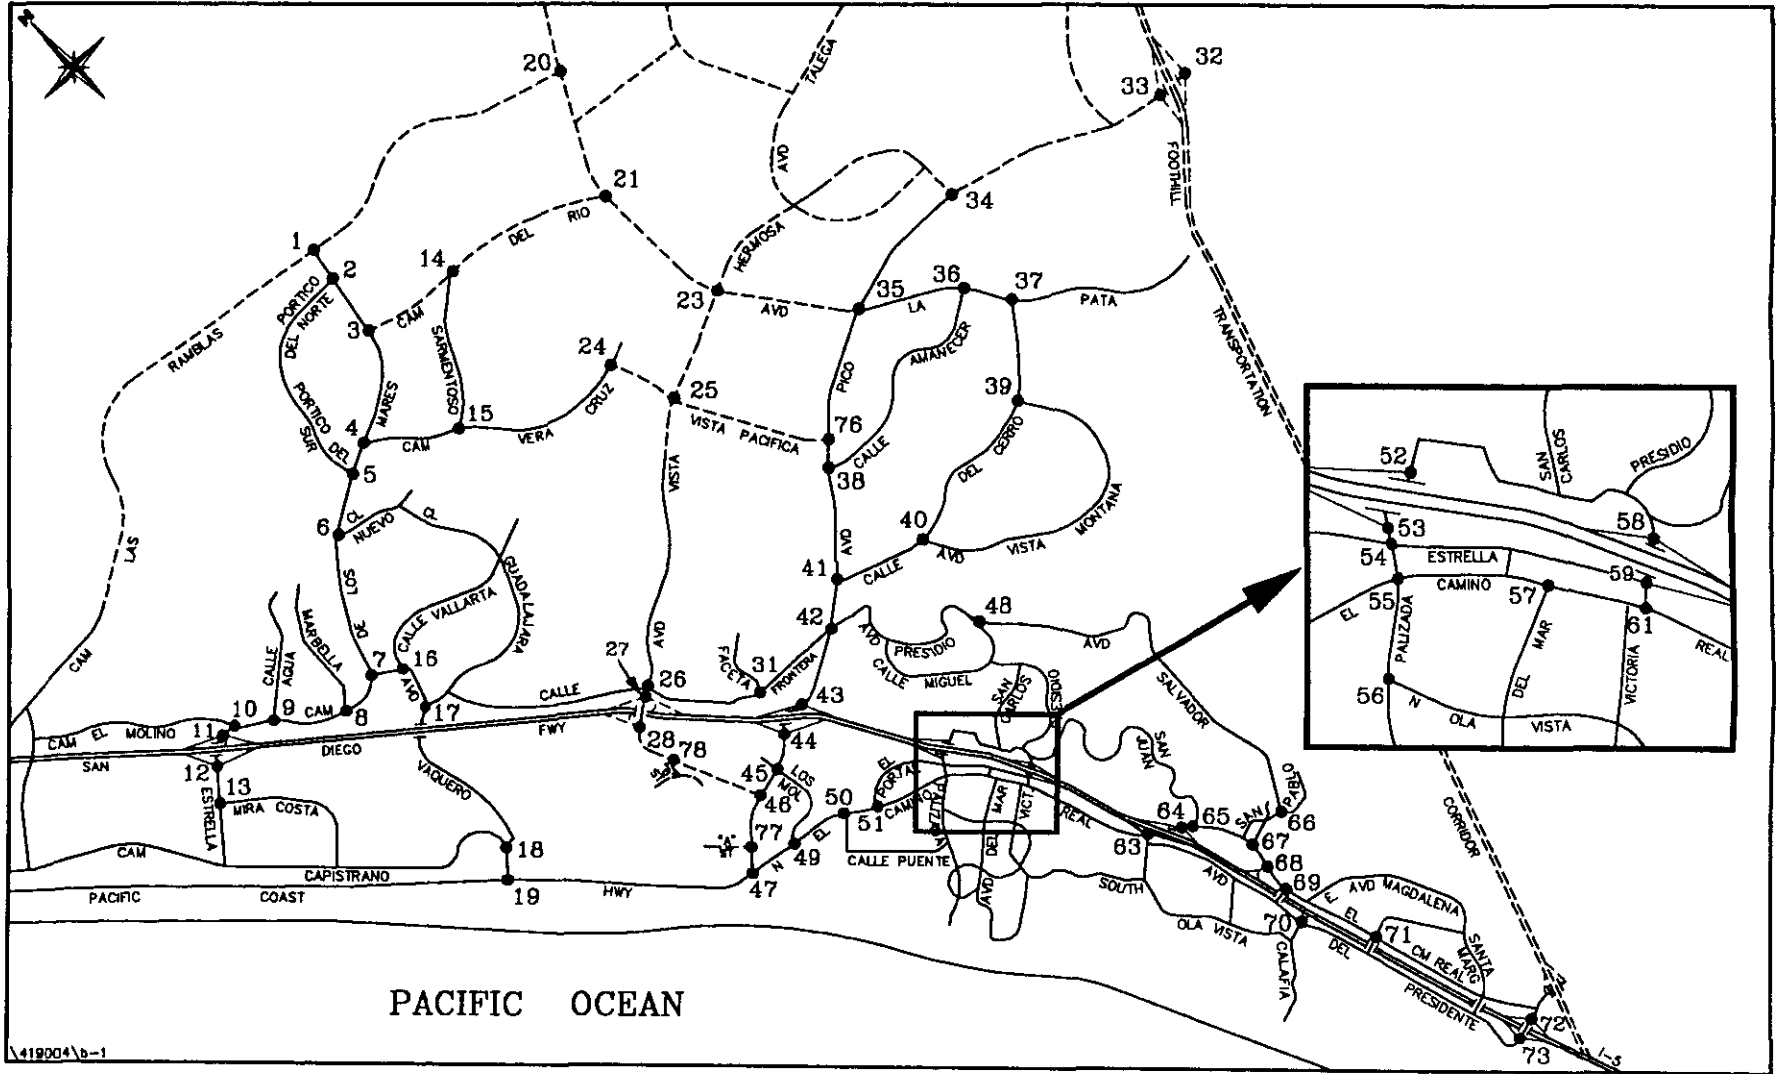 N
20
32
33
TALEGA
AVD
FOOTHILL
21
RIO
DEL
34
1
2
14
HERMOSA
PORTICO
DEL NORTE
23
AVD
35
36
LA
37
PATA
3
CAM
RAMBLAS
SARMENTOSO
24
AMANECER
TRANSPORTATION
PICO
CRUZ
25
39
MARES
4
CAM
15
VERA
VISTA PACIFICA
76
CALLE
DEL CERRO
PORTICO DEL
SUR
5
38
52
SAN
CARLOS
PRESIDIO
VISTA
6
CL
NUEVO
CL
MONTANA
53
58
40
AVD
VISTA
AVD
54
ESTRELLA
59
LAS
GUADALAJARA
41
CALLE
CAMINO
EL
55
57
61
LOS
CALLE VALLARTA
42
48
PALIZADA
DEL MAR
VICTORIA
REAL
MARBELLA
DE
AVD
PRESIDIO
AVD
CAM
CALLE
AGUA
7
16
AVD
27
26
FACETA
31
FRONTERA
CALLE
MIGUEL
SAN
CARLOS
PRESIDIO
SALVADOR
56
N
OLA
VISTA
AVD
CALLE
10
9
CAM
8
17
43
11
CAM EL MOLINO
SAN
DIEGO
FWY
28
44
78
SAN
JUAN
12
13
EL
PORTAL
45
LOS
MOL
46
ESTRELLA
MIRA COSTA
VAQUERO
50
51
CAMINO
PALIZADA
MAR
VICT
REAL
64
65
SAN
PABLO
66
CORRIDOR
77
EL
67
63
CAM
18
49
N
CALLE PUENTE
DEL
68
CAPISTRANO
47
AVD
SOUTH
AVD
69
AVD MAGDALENA
PACIFIC
COAST
19
HWY
E
EL
70
OLA VISTA
DEL
71
CM REAL
SANTA
MARG
CALAFIA
PACIFIC OCEAN
PRESIDENTE
72
73
I-5
\419004\b-1